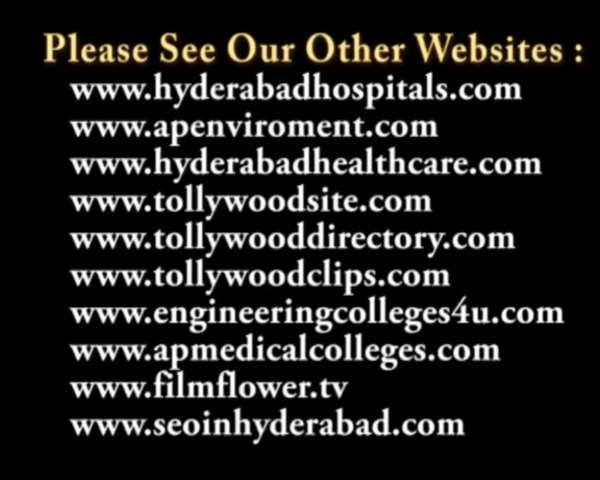 Please See Our Other Websites :
www.hyderabadhospitals.com
www.apenviroment.com
www.hyderabadhealthcare.com
www.tollywoodsite.com
www.tollywooddirectory.com
www.tollywoodclips.com
www.engineeringcolleges4u.com
www.apmedicalcolleges.com
www.filmflower.tv
www.seoinhyderabad.com